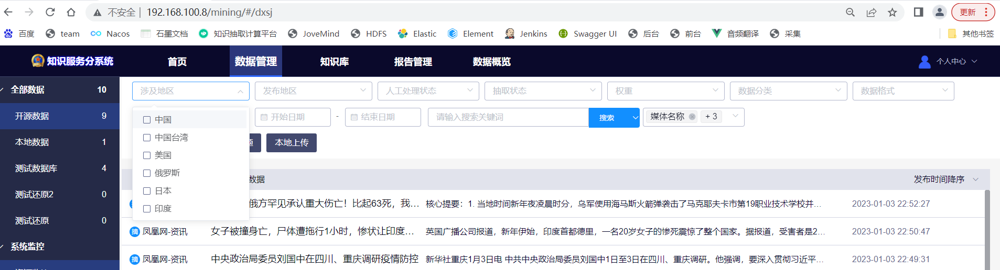 不安全 | 192.168.100.8/mining/#/dxsj 更新
百度 team Nacos 石墨文档 知识抽取计算平台 JoveMind HDFS Elastic Element Jenkins Swagger UI 后台 前台 音频翻译 采集 其他书签
知识服务分系统 首页 数据管理 知识库 报告管理 数据概览 个人中心
全部数据 10
开源数据 9
本地数据 1
测试数据库 4
测试还原2 0
测试还原 0
系统监控
涉及地区 发布地区 人工处理状态 抽取状态 权重 数据分类 数据格式
中国
中国台湾
美国
俄罗斯
日本
印度
开始日期 - 结束日期 请输入搜索关键词 搜索 媒体名称 + 3
本地上传
数据 发布时间降序
俄方罕见承认重大伤亡！比起63死，我... 核心提要：1. 当地时间新年夜凌晨时分，乌军使用海马斯火箭弹袭击了马克耶夫卡市第19职业技术学校并... 2023-01-03 22:52:27
摘 凤凰网-资讯 女子被撞身亡，尸体遭拖行1小时，惨状让印度... 英国广播公司报道，新年伊始，印度首都德里，一名20岁女子的惨死震惊了整个国家。据报道，受害者是2... 2023-01-03 22:50:47
摘 凤凰网-资讯 中央政治局委员刘国中在四川、重庆调研疫情防控 新华社重庆1月3日电 中共中央政治局委员刘国中1日至3日在四川、重庆调研。他强调，要深入贯彻习近平... 2023-01-03 22:49:31